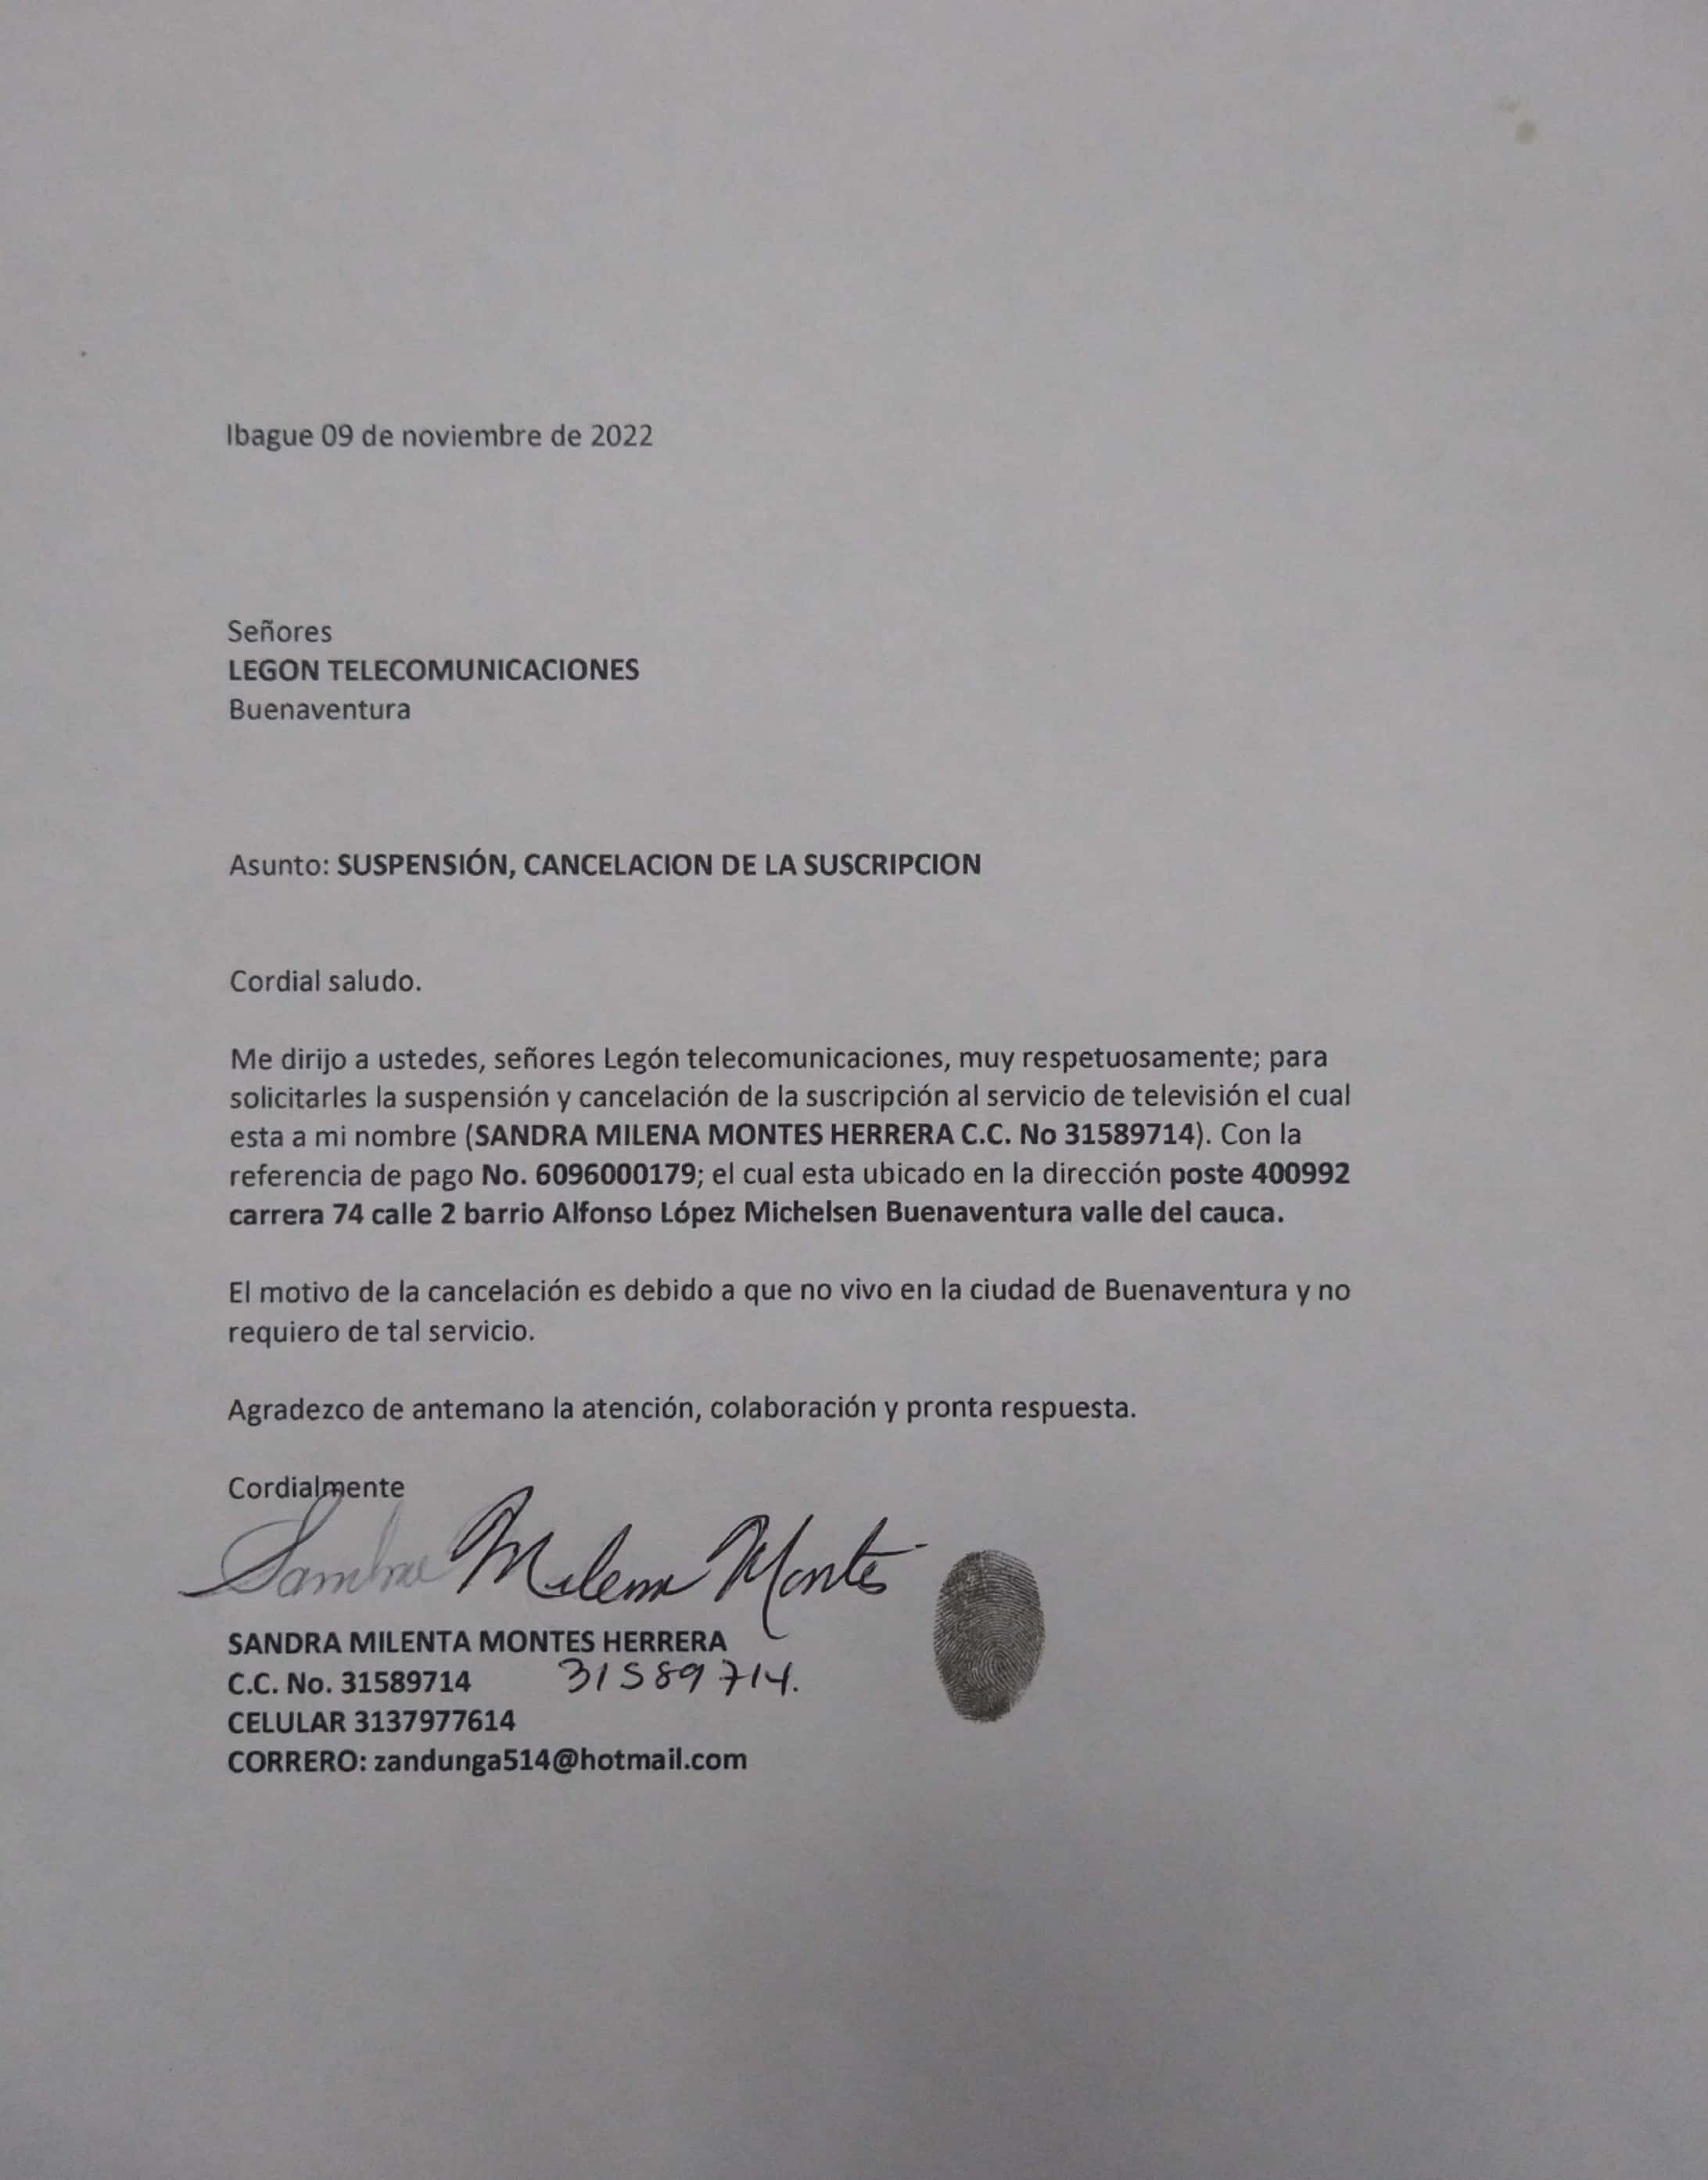 Ibague 09 de noviembre de 2022
Señores
LEGON TELECOMUNICACIONES
Buenaventura
Asunto: SUSPENSIÓN, CANCELACION DE LA SUSCRIPCION
Cordial saludo.
Me dirijo a ustedes, señores Legón telecomunicaciones, muy respetuosamente; para
solicitarles la suspensión y cancelación de la suscripción al servicio de televisión el cual
esta a mi nombre (SANDRA MILENA MONTES HERRERA C.C. No 31589714). Con la
referencia de pago No. 6096000179; el cual esta ubicado en la dirección poste 400992
carrera 74 calle 2 barrio Alfonso López Michelsen Buenaventura valle del cauca.
El motivo de la cancelación es debido a que no vivo en la ciudad de Buenaventura y no
requiero de tal servicio.
Agradezco de antemano la atención, colaboración y pronta respuesta.
Cordialmente
Sandra Milena Montes
SANDRA MILENTA MONTES HERRERA
C.C. No. 31589714 31589714.
CELULAR 3137977614
CORRERO: zandunga514@hotmail.com